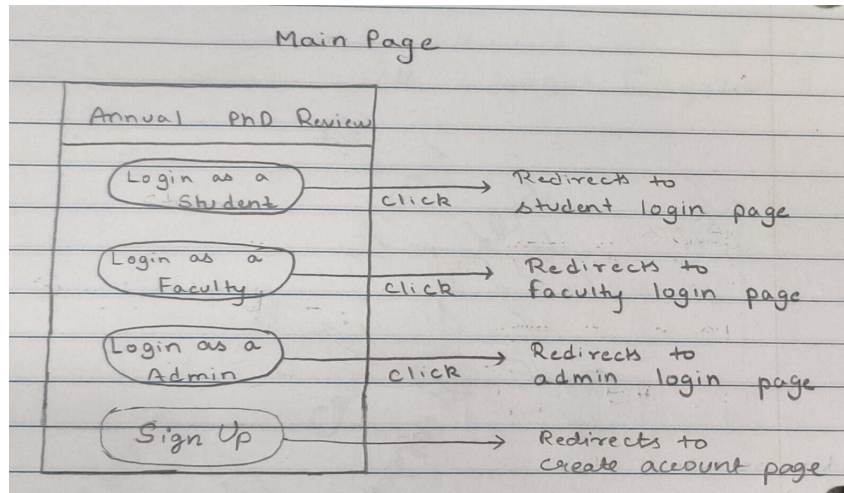 Main Page
Annual PhD Review
Login as a
Student
click
Redirects to
student login page
Login as a
Faculty
click
Redirects to
faculty login page
Login as a
Admin
click
Redirects to
admin login page
Sign Up
Redirects to
create account page